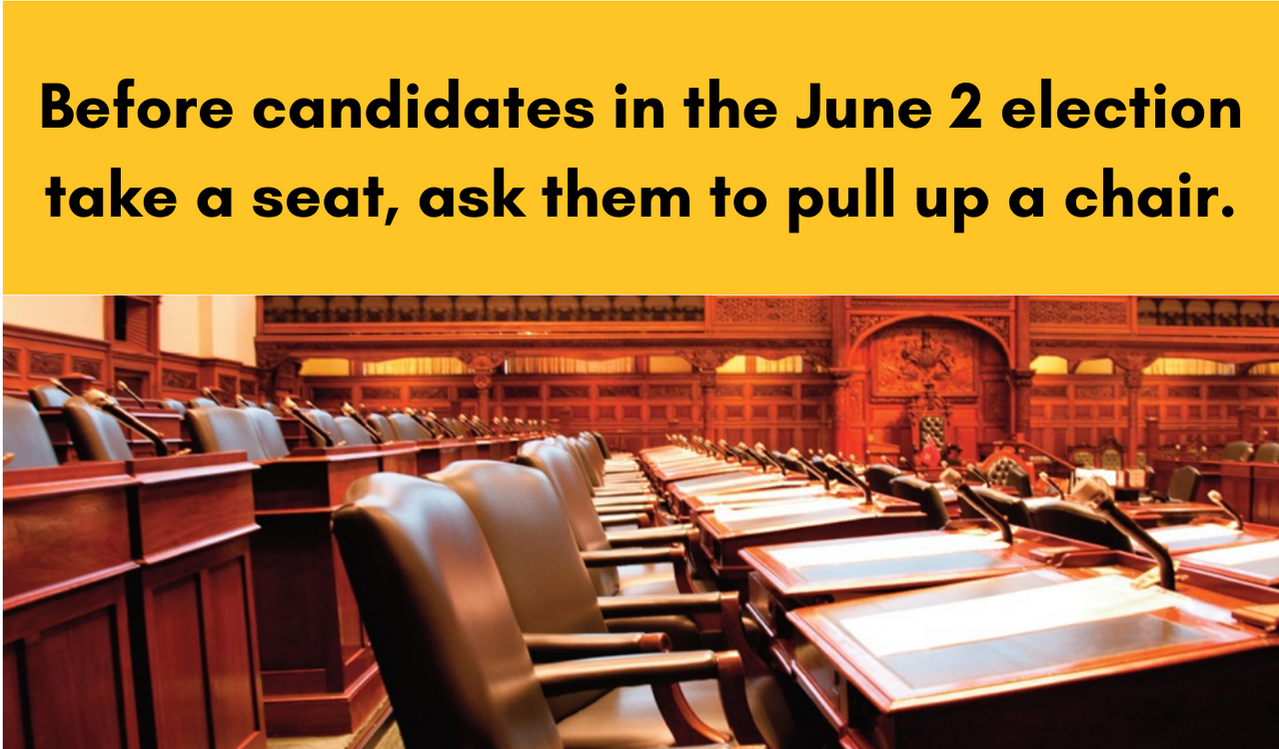 Before candidates in the June 2 election
take a seat, ask them to pull up a chair.